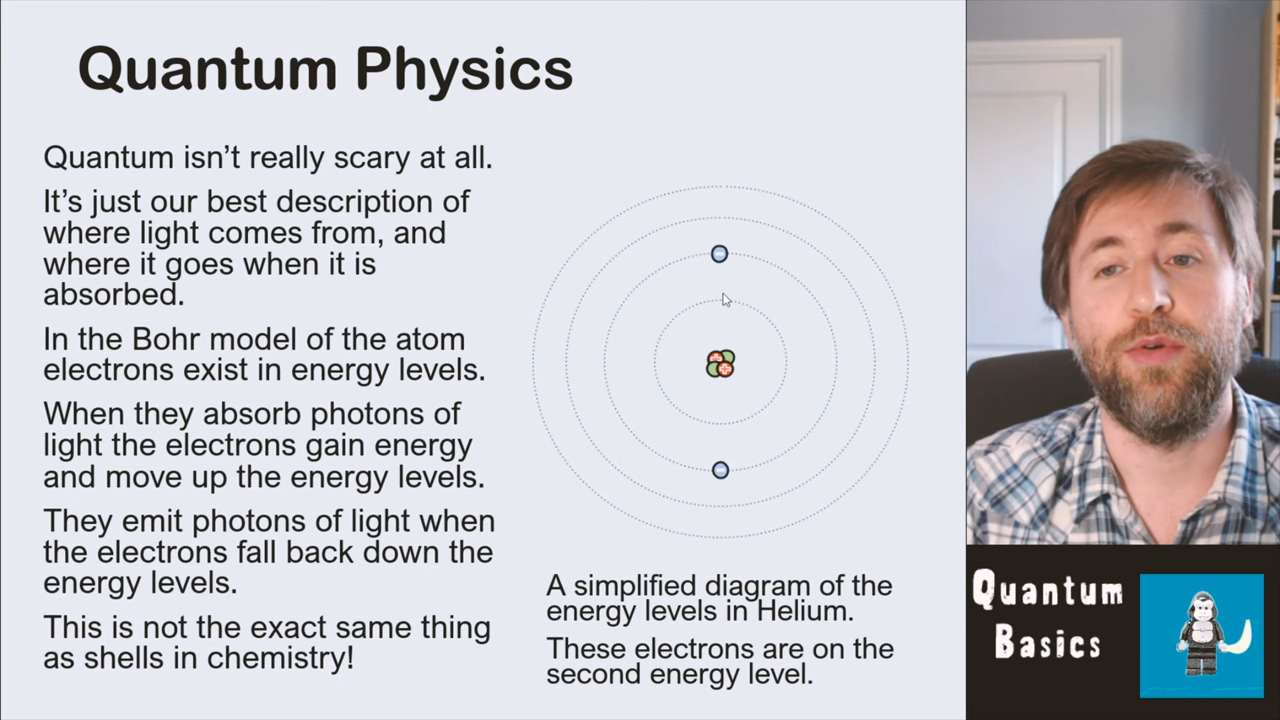 Quantum Physics
Quantum isn't really scary at all.
It's just our best description of
where light comes from, and
where it goes when it is
absorbed.
In the Bohr model of the atom
electrons exist in energy levels.
When they absorb photons of
light the electrons gain energy
and move up the energy levels.
They emit photons of light when
the electrons fall back down the
energy levels.
This is not the exact same thing
as shells in chemistry!
A simplified diagram of the
energy levels in Helium.
These electrons are on the
second energy level.
Quantum
Basics